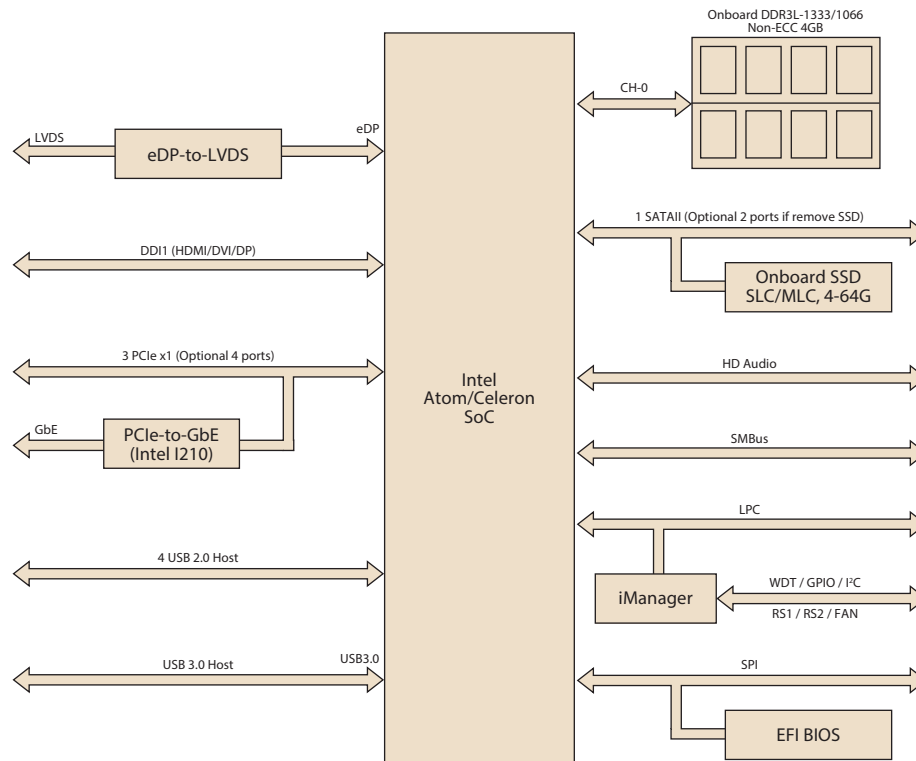 Onboard DDR3L-1333/1066
Non-ECC 4GB
CH-0
LVDS
eDP-to-LVDS
eDP
1 SATAII (Optional 2 ports if remove SSD)
Onboard SSD
SLC/MLC, 4-64G
DDI1 (HDMI/DVI/DP)
3 PCIe x1 (Optional 4 ports)
GbE
PCIe-to-GbE
(Intel I210)
Intel
Atom/Celeron
SoC
HD Audio
SMBus
LPC
iManager
WDT / GPIO / I²C
RS1 / RS2 / FAN
4 USB 2.0 Host
USB 3.0 Host
USB3.0
SPI
EFI BIOS